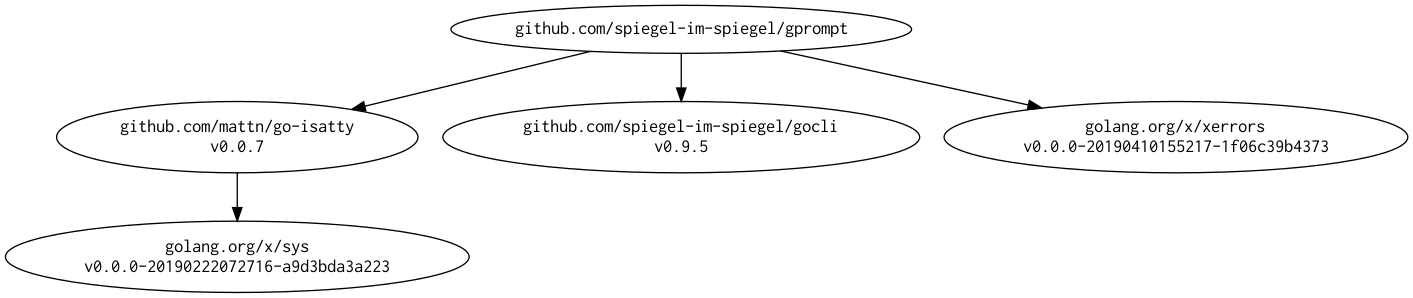 github.com/spiegel-im-spiegel/gprompt
github.com/mattn/go-isatty
v0.0.7
github.com/spiegel-im-spiegel/gocli
v0.9.5
golang.org/x/xerrors
v0.0.0-20190410155217-1f06c39b4373
golang.org/x/sys
v0.0.0-20190222072716-a9d3bda3a223